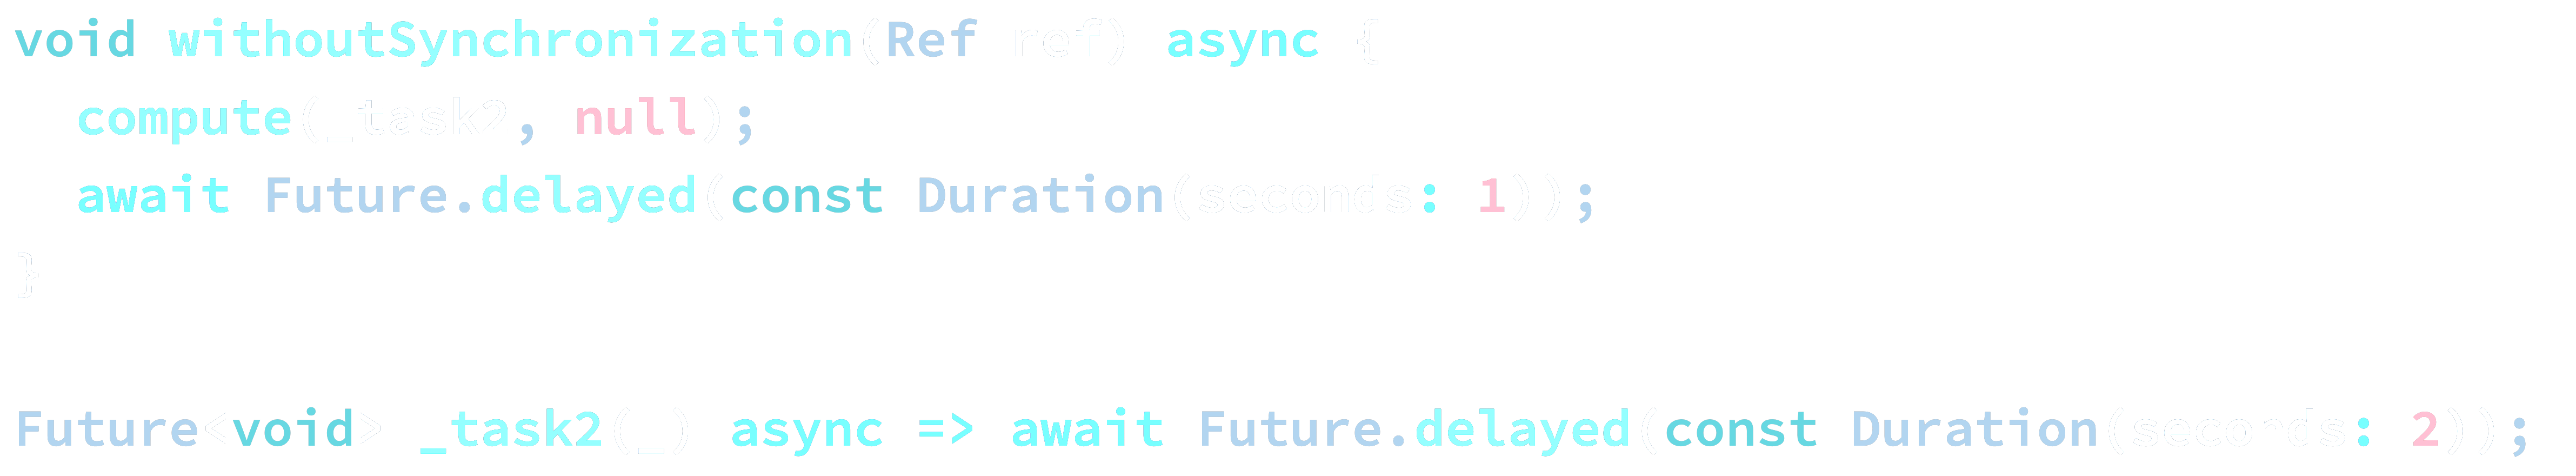 void withoutSynchronization(Ref ref) async {
  compute(_task2, null);
  await Future.delayed(const Duration(seconds: 1));
}

Future<void> _task2(_) async => await Future.delayed(const Duration(seconds: 2));